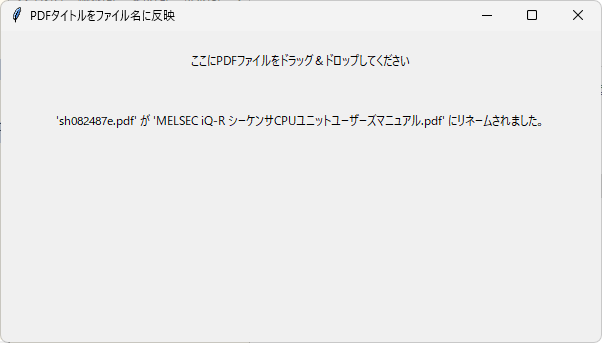 PDFタイトルをファイル名に反映
ここにPDFファイルをドラッグ＆ドロップしてください
'sh082487e.pdf' が 'MELSEC iQ-R シーケンサCPUユニットユーザーズマニュアル.pdf' にリネームされました。